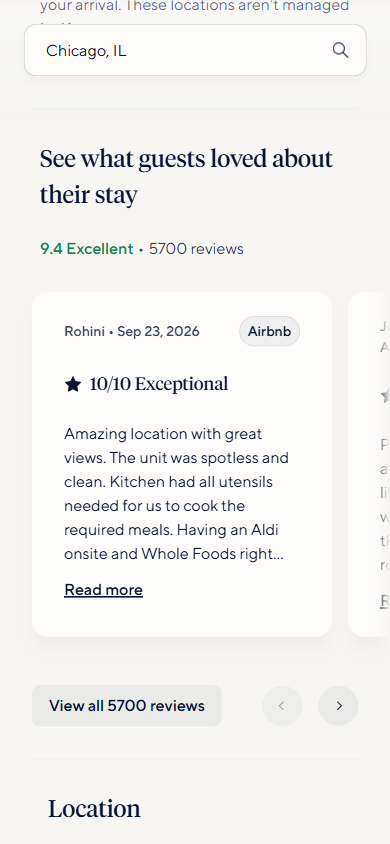 your arrival. These locations aren't managed
Chicago, IL
See what guests loved about
their stay
9.4 Excellent • 5700 reviews
Rohini • Sep 23, 2026
Airbnb
10/10 Exceptional
Amazing location with great
views. The unit was spotless and
clean. Kitchen had all utensils
needed for us to cook the
required meals. Having an Aldi
onsite and Whole Foods right...
Read more
View all 5700 reviews
Location